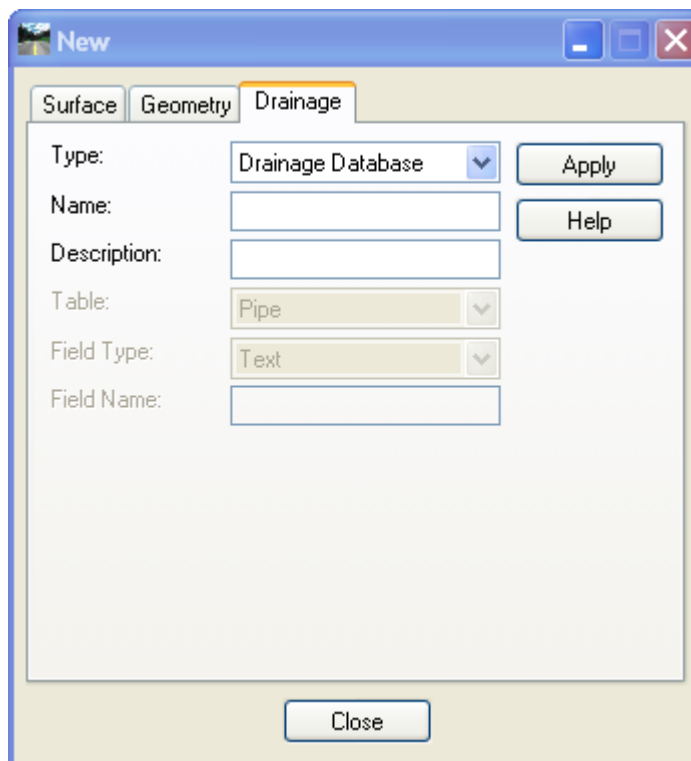 New
Surface Geometry Drainage
Type: Drainage Database Apply
Name:
Help
Description:
Table: Pipe
Field Type: Text
Field Name:
Close